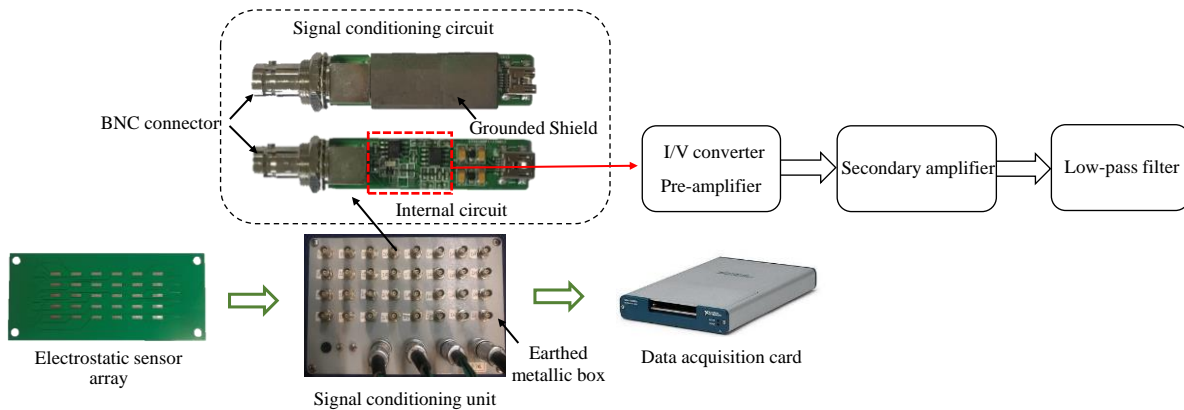 Signal conditioning circuit
BNC connector
Grounded Shield
Internal circuit
I/V converter
Pre-amplifier
Secondary amplifier
Low-pass filter
Electrostatic sensor
array
Earthed
metallic box
Signal conditioning unit
Data acquisition card